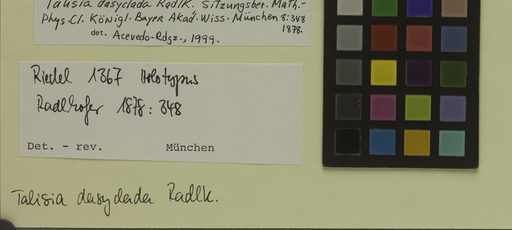 Talisia dasyclada Radlk. Sitzungsber. Math.-
Phys. Cl. Königl. Bayer Akad. Wiss. München 8:348
1878.
det. Acevedo-Rdgz., 1999.
Riedel 1367 Holotypus
Radlkofer 1878: 348
Det. - rev. München
Talisia dasyclada Radlk.